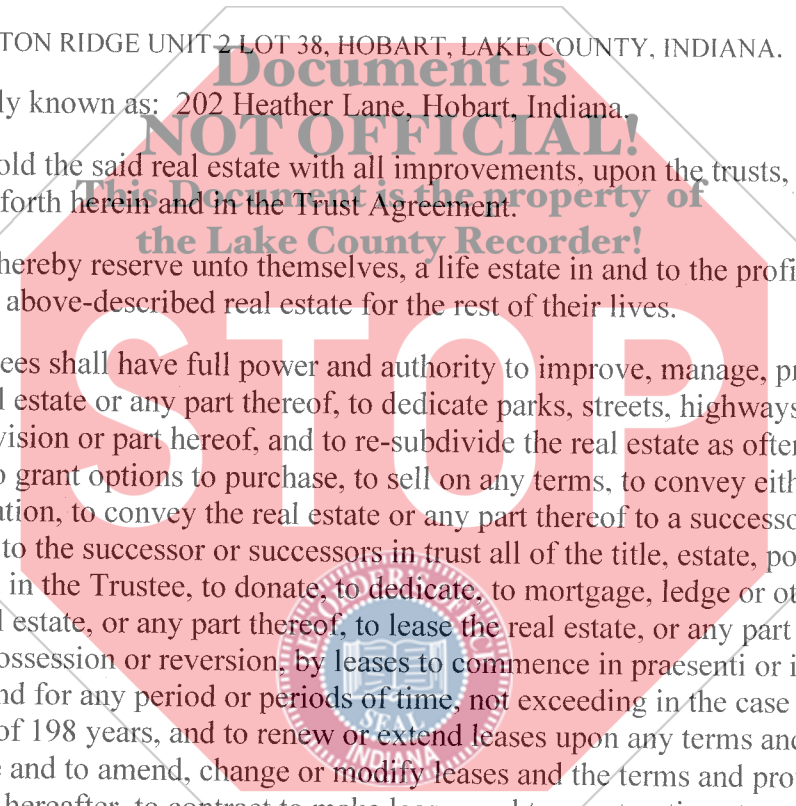 TON RIDGE UNIT 2 LOT 38, HOBART, LAKE COUNTY, INDIANA.
Document is
ly known as: 202 Heather Lane, Hobart, Indiana.
NOT OFFICIAL!
old the said real estate with all improvements, upon the trusts,
This Document is the property of
forth herein and in the Trust Agreement.
the Lake County Recorder!
hereby reserve unto themselves, a life estate in and to the profi
above-described real estate for the rest of their lives.
STOP
ees shall have full power and authority to improve, manage, pr
l estate or any part thereof, to dedicate parks, streets, highways
vision or part hereof, and to re-subdivide the real estate as ofter
o grant options to purchase, to sell on any terms, to convey eith
ation, to convey the real estate or any part thereof to a successo
to the successor or successors in trust all of the title, estate, po
in the Trustee, to donate, to dedicate, to mortgage, ledge or ot
l estate, or any part thereof, to lease the real estate, or any part
ossession or reversion, by leases to commence in praesenti or i
nd for any period or periods of time, not exceeding in the case
of 198 years, and to renew or extend leases upon any terms and
e and to amend, change or modify leases and the terms and pro
SEAL
INDIANA